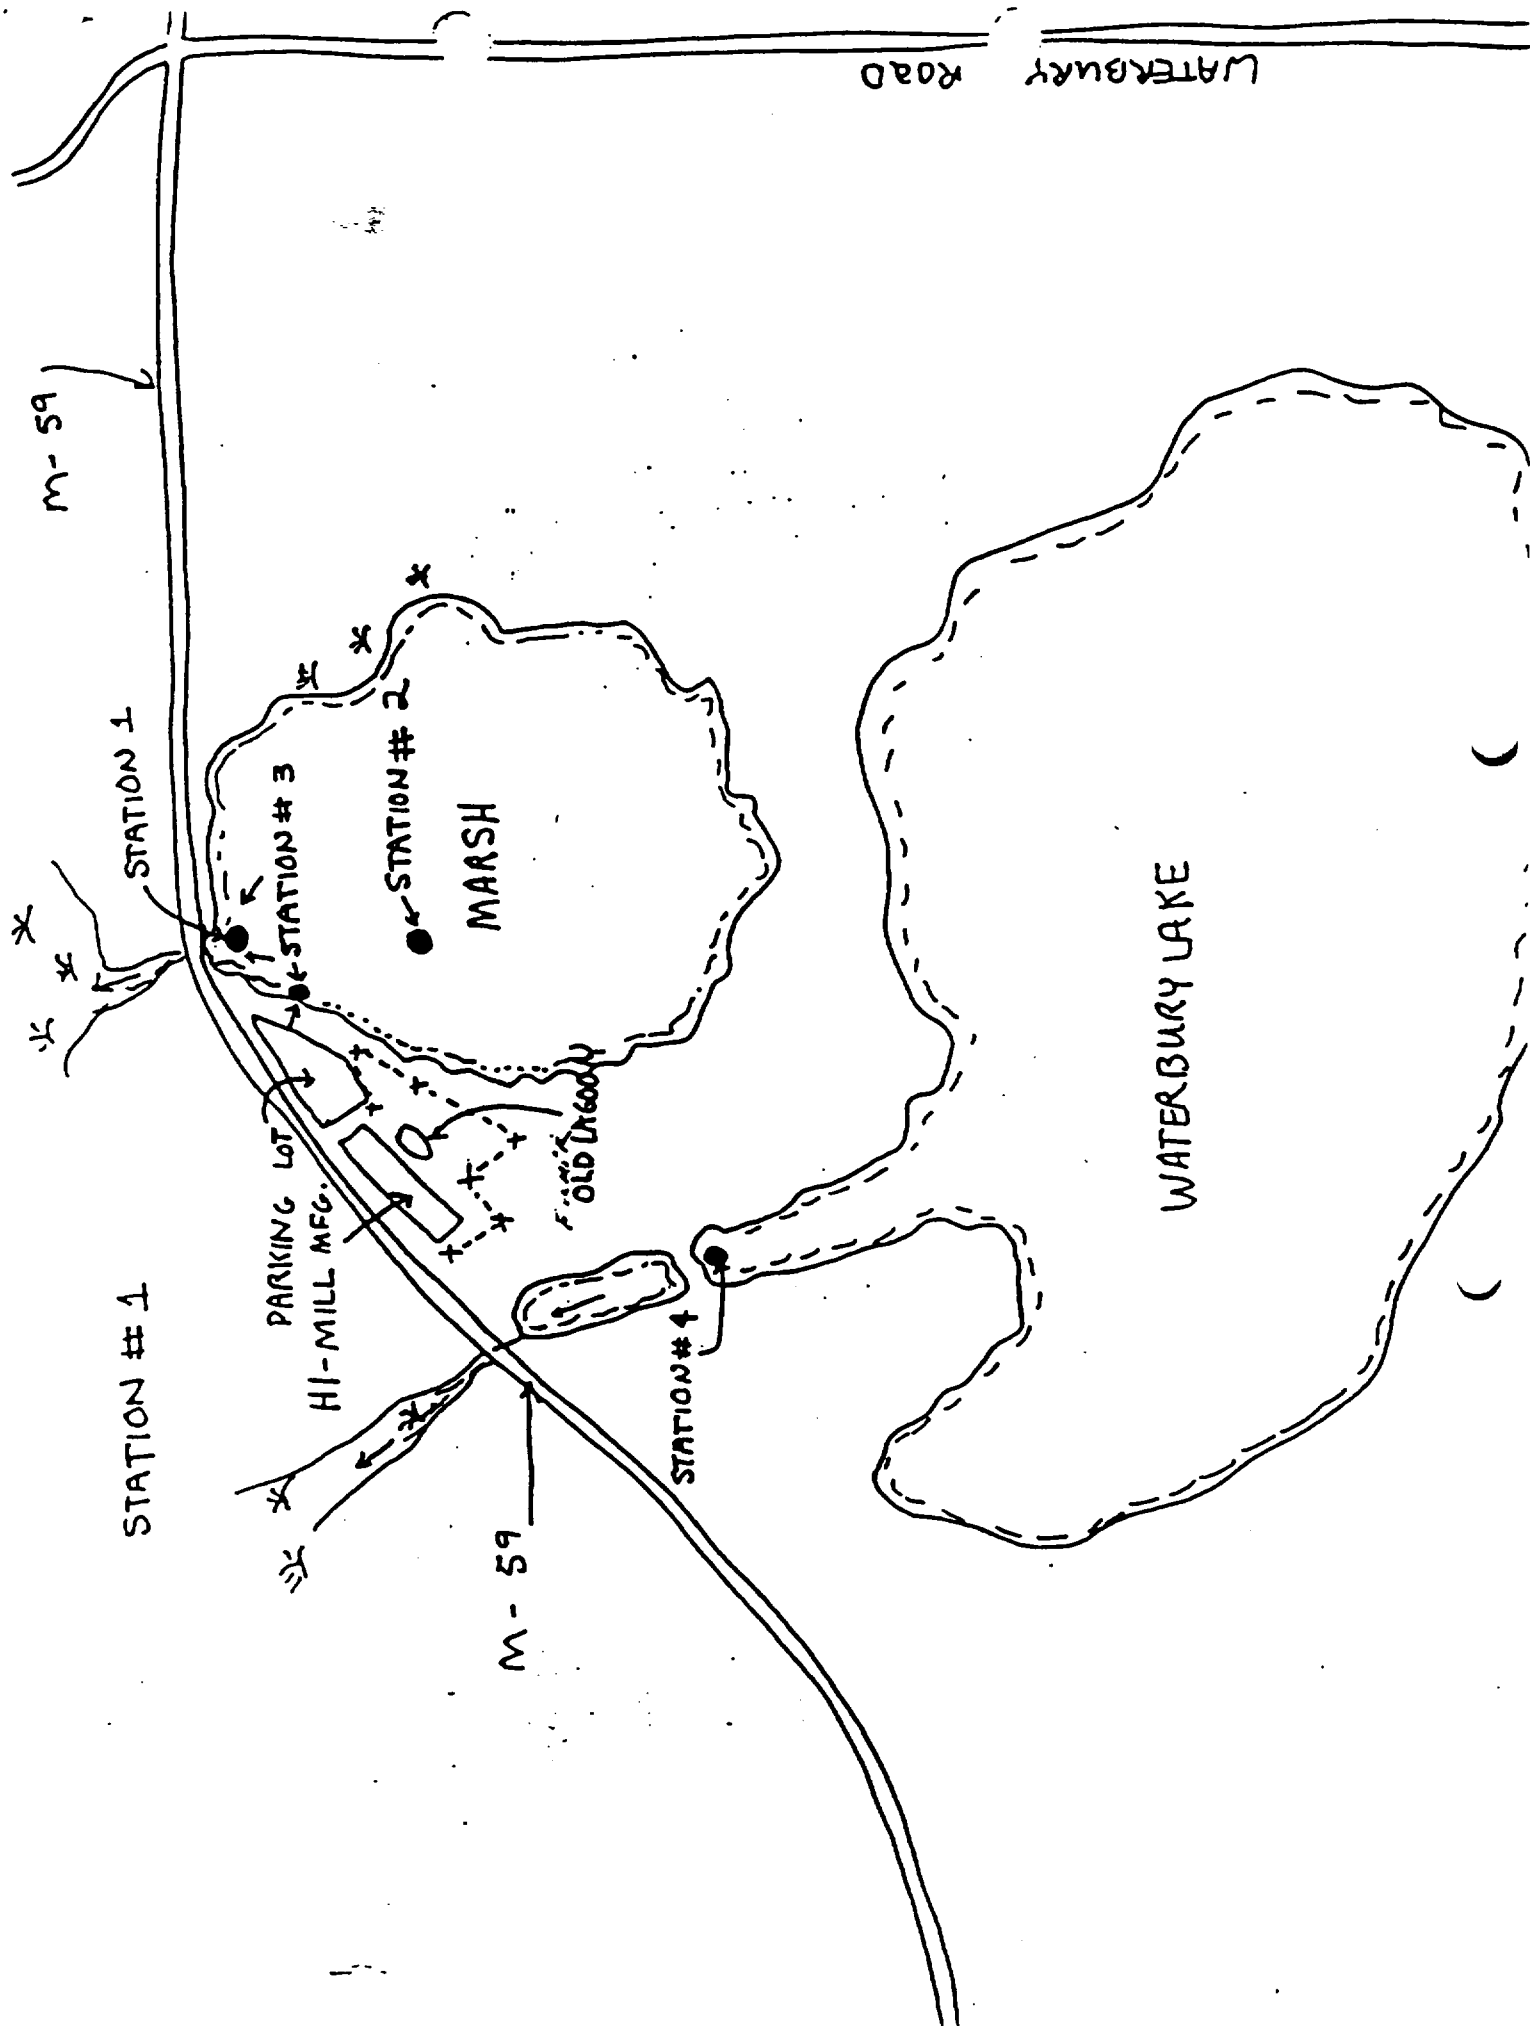 WATERBURY ROAD
M-59
STATION 1
STATION #3
STATION #2
MARSH
PARKING LOT
HI-MILL MFG.
OLD LAGOON
STATION #1
STATION #4
M-59
WATERBURY LAKE